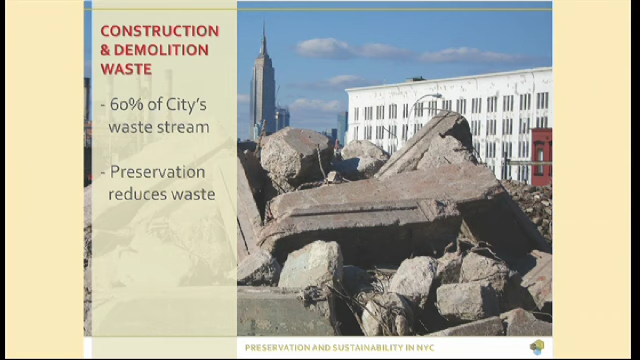 CONSTRUCTION
& DEMOLITION
WASTE
- 60% of City's
waste stream
- Preservation
reduces waste
PRESERVATION AND SUSTAINABILITY IN NYC